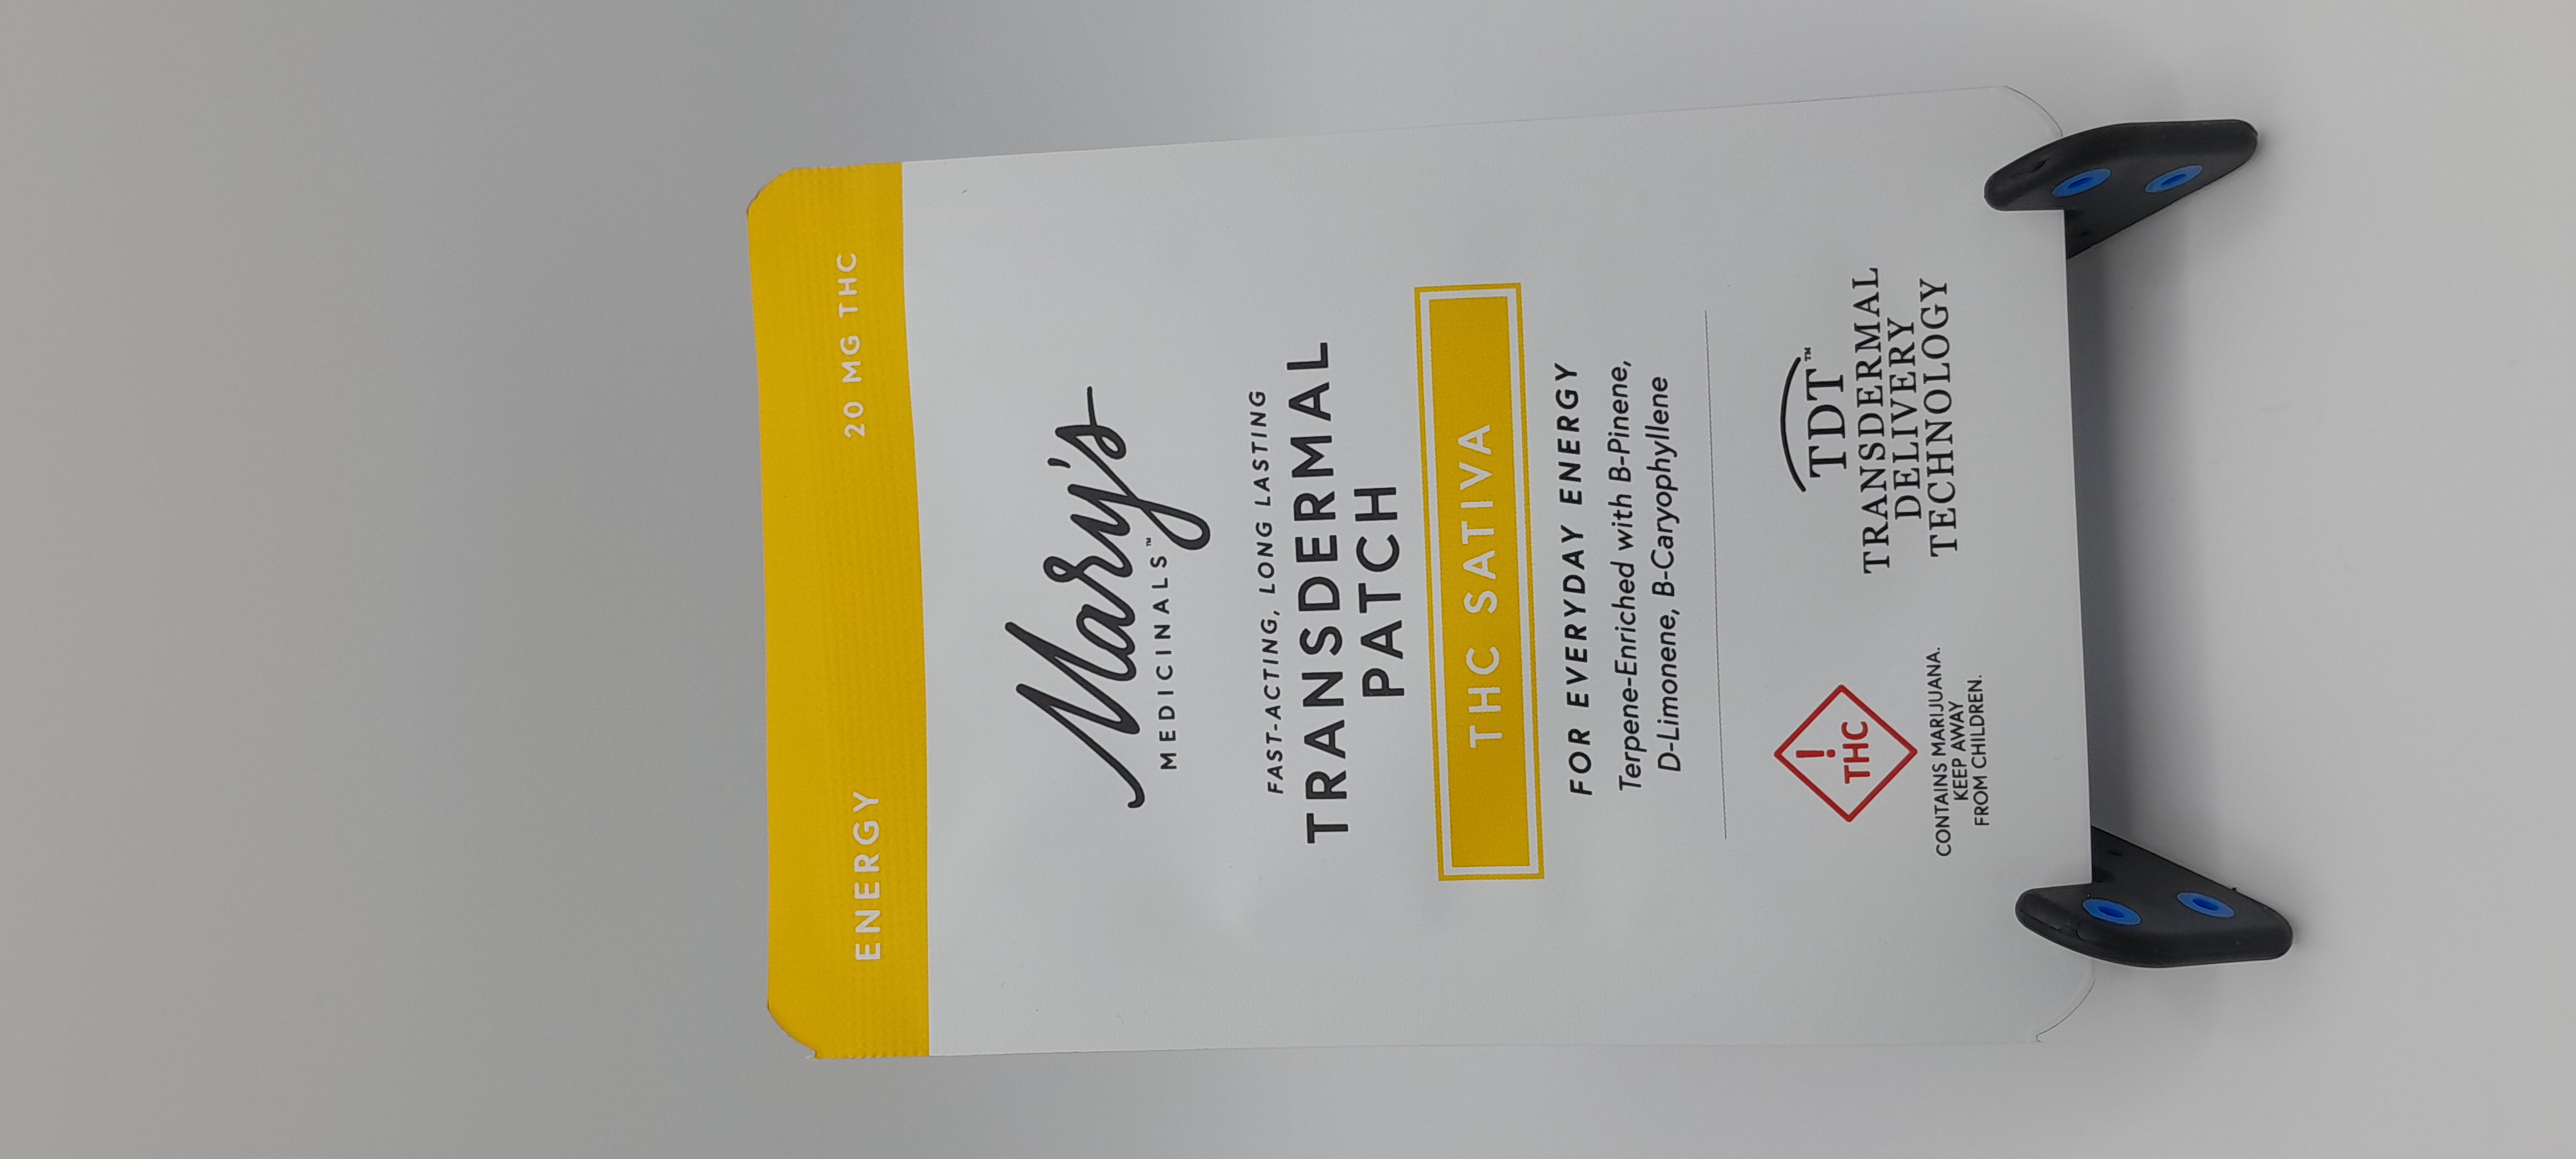 ENERGY 20 MG THC
Mary's
MEDICINALS™
FAST-ACTING, LONG LASTING
TRANSDERMAL
PATCH
THC SATIVA
FOR EVERYDAY ENERGY
Terpene-Enriched with B-Pinene,
D-Limonene, B-Caryophyllene
!
THC
CONTAINS MARIJUANA.
KEEP AWAY
FROM CHILDREN.
TDT™
TRANSDERMAL
DELIVERY
TECHNOLOGY